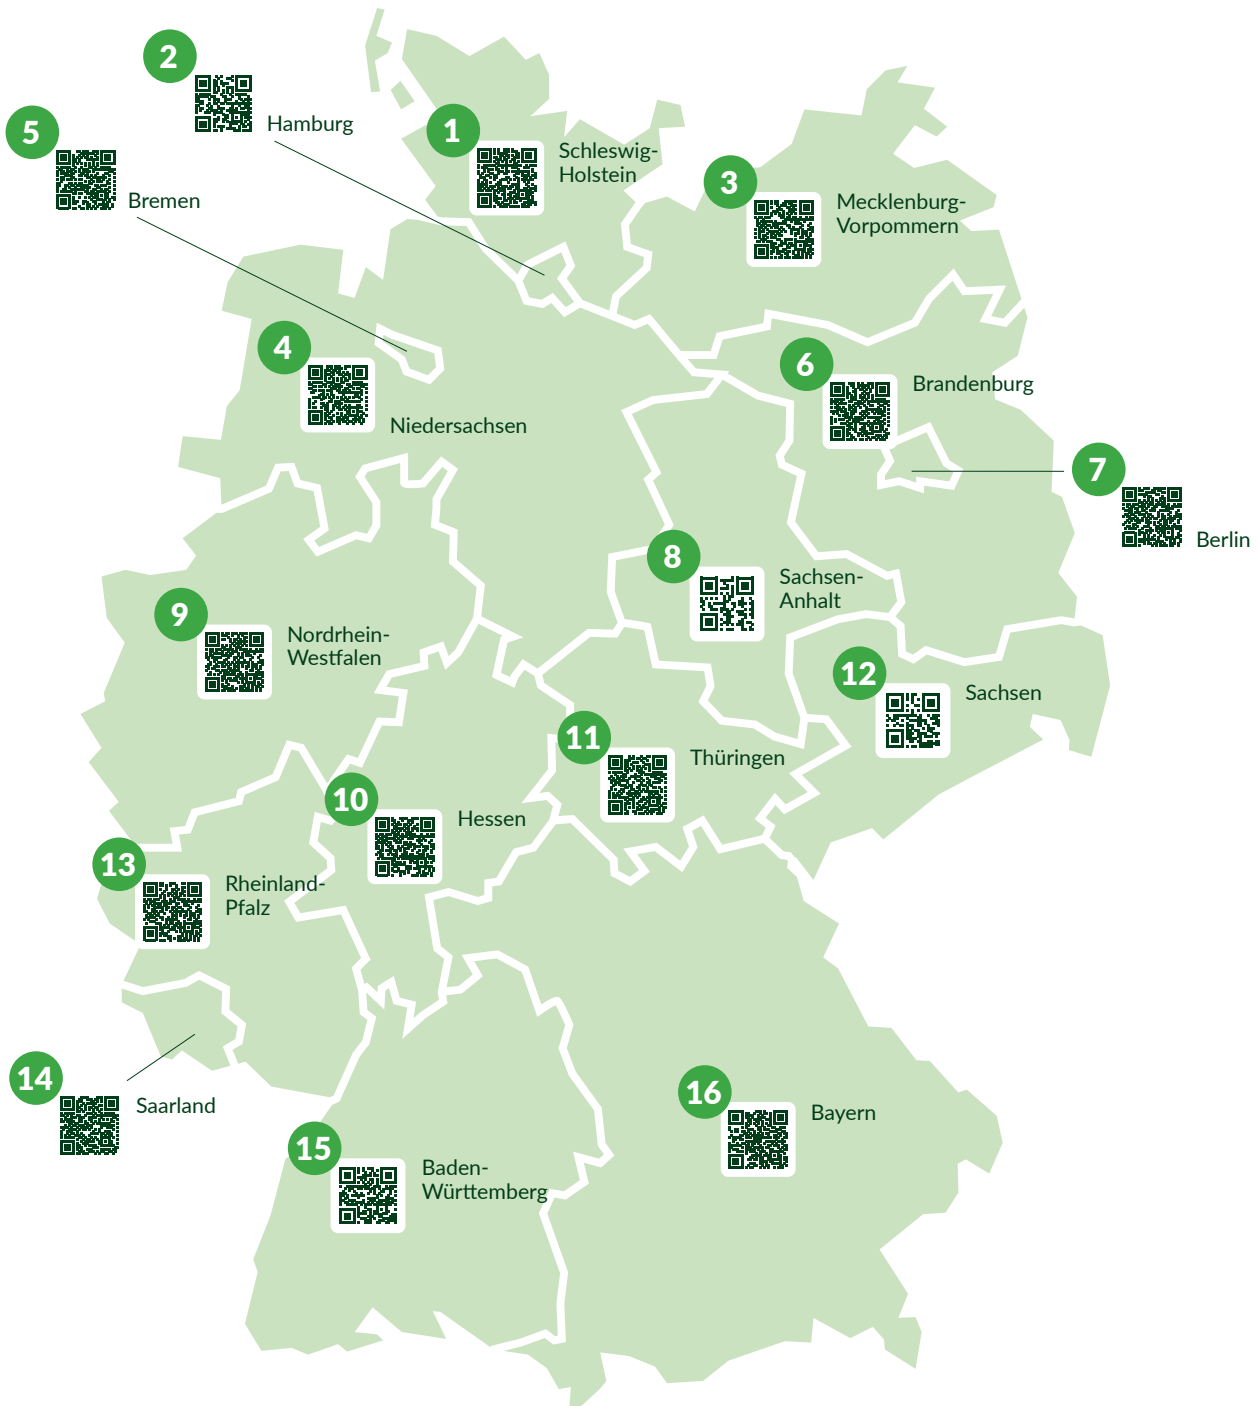 2
Hamburg
5
Bremen
1
Schleswig-
Holstein
3
Mecklenburg-
Vorpommern
4
Niedersachsen
6
Brandenburg
7
Berlin
8
Sachsen-
Anhalt
9
Nordrhein-
Westfalen
12
Sachsen
11
Thüringen
10
Hessen
13
Rheinland-
Pfalz
14
Saarland
16
Bayern
15
Baden-
Württemberg